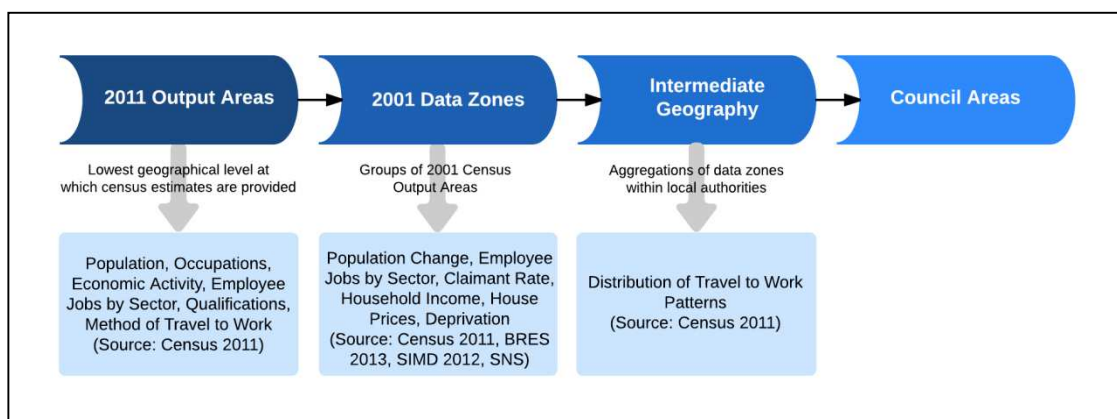 2011 Output Areas
2001 Data Zones
Intermediate
Geography
Council Areas
Lowest geographical level at
which census estimates are provided
Groups of 2001 Census
Output Areas
Aggregations of data zones
within local authorities
Population, Occupations,
Economic Activity, Employee
Jobs by Sector, Qualifications,
Method of Travel to Work
(Source: Census 2011)
Population Change, Employee
Jobs by Sector, Claimant Rate,
Household Income, House
Prices, Deprivation
(Source: Census 2011, BRES
2013, SIMD 2012, SNS)
Distribution of Travel to Work
Patterns
(Source: Census 2011)